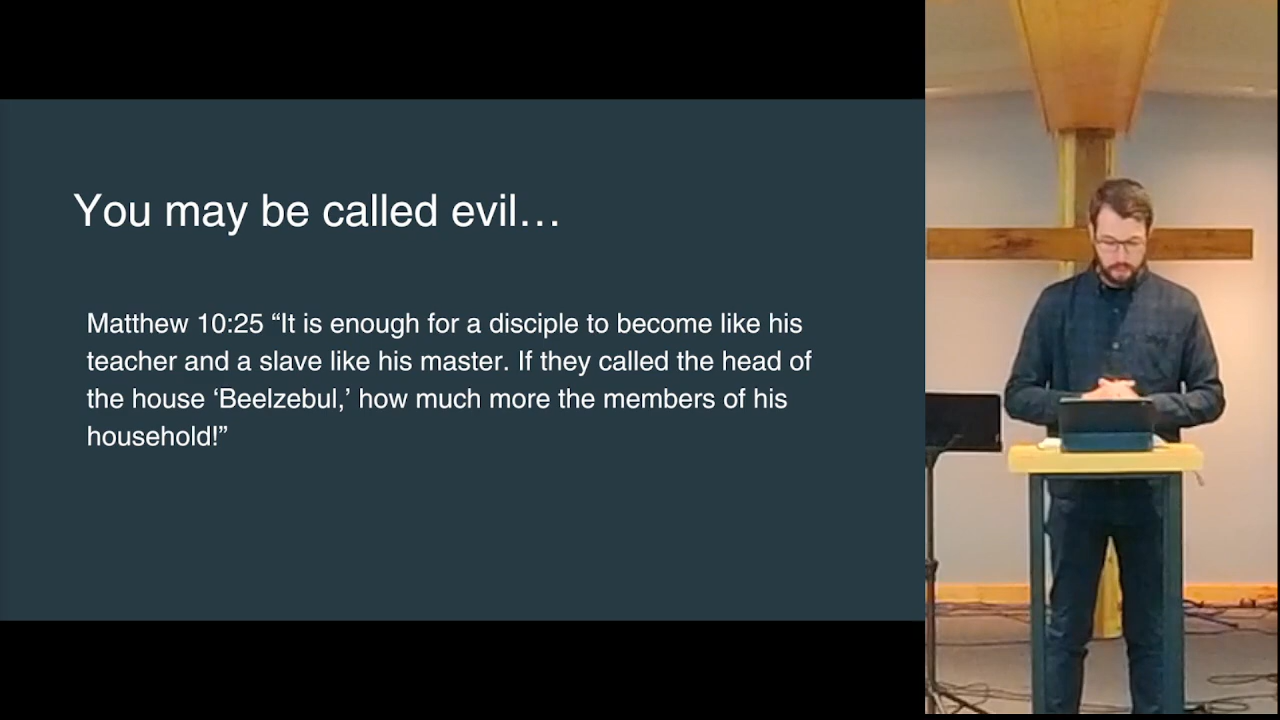 You may be called evil…
Matthew 10:25 “It is enough for a disciple to become like his
teacher and a slave like his master. If they called the head of
the house ‘Beelzebul,’ how much more the members of his
household!”